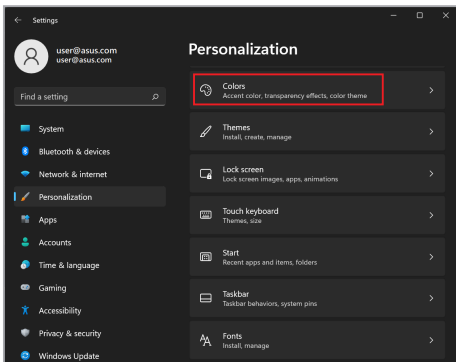 Settings
user@asus.com
user@asus.com
Find a setting
System
Bluetooth & devices
Network & internet
Personalization
Apps
Accounts
Time & language
Gaming
Accessibility
Privacy & security
Windows Update
Personalization
Colors
Accent color, transparency effects, color theme
Themes
Install, create, manage
Lock screen
Lock screen images, apps, animations
Touch keyboard
Themes, size
Start
Recent apps and items, folders
Taskbar
Taskbar behaviors, system pins
Fonts
Install, manage